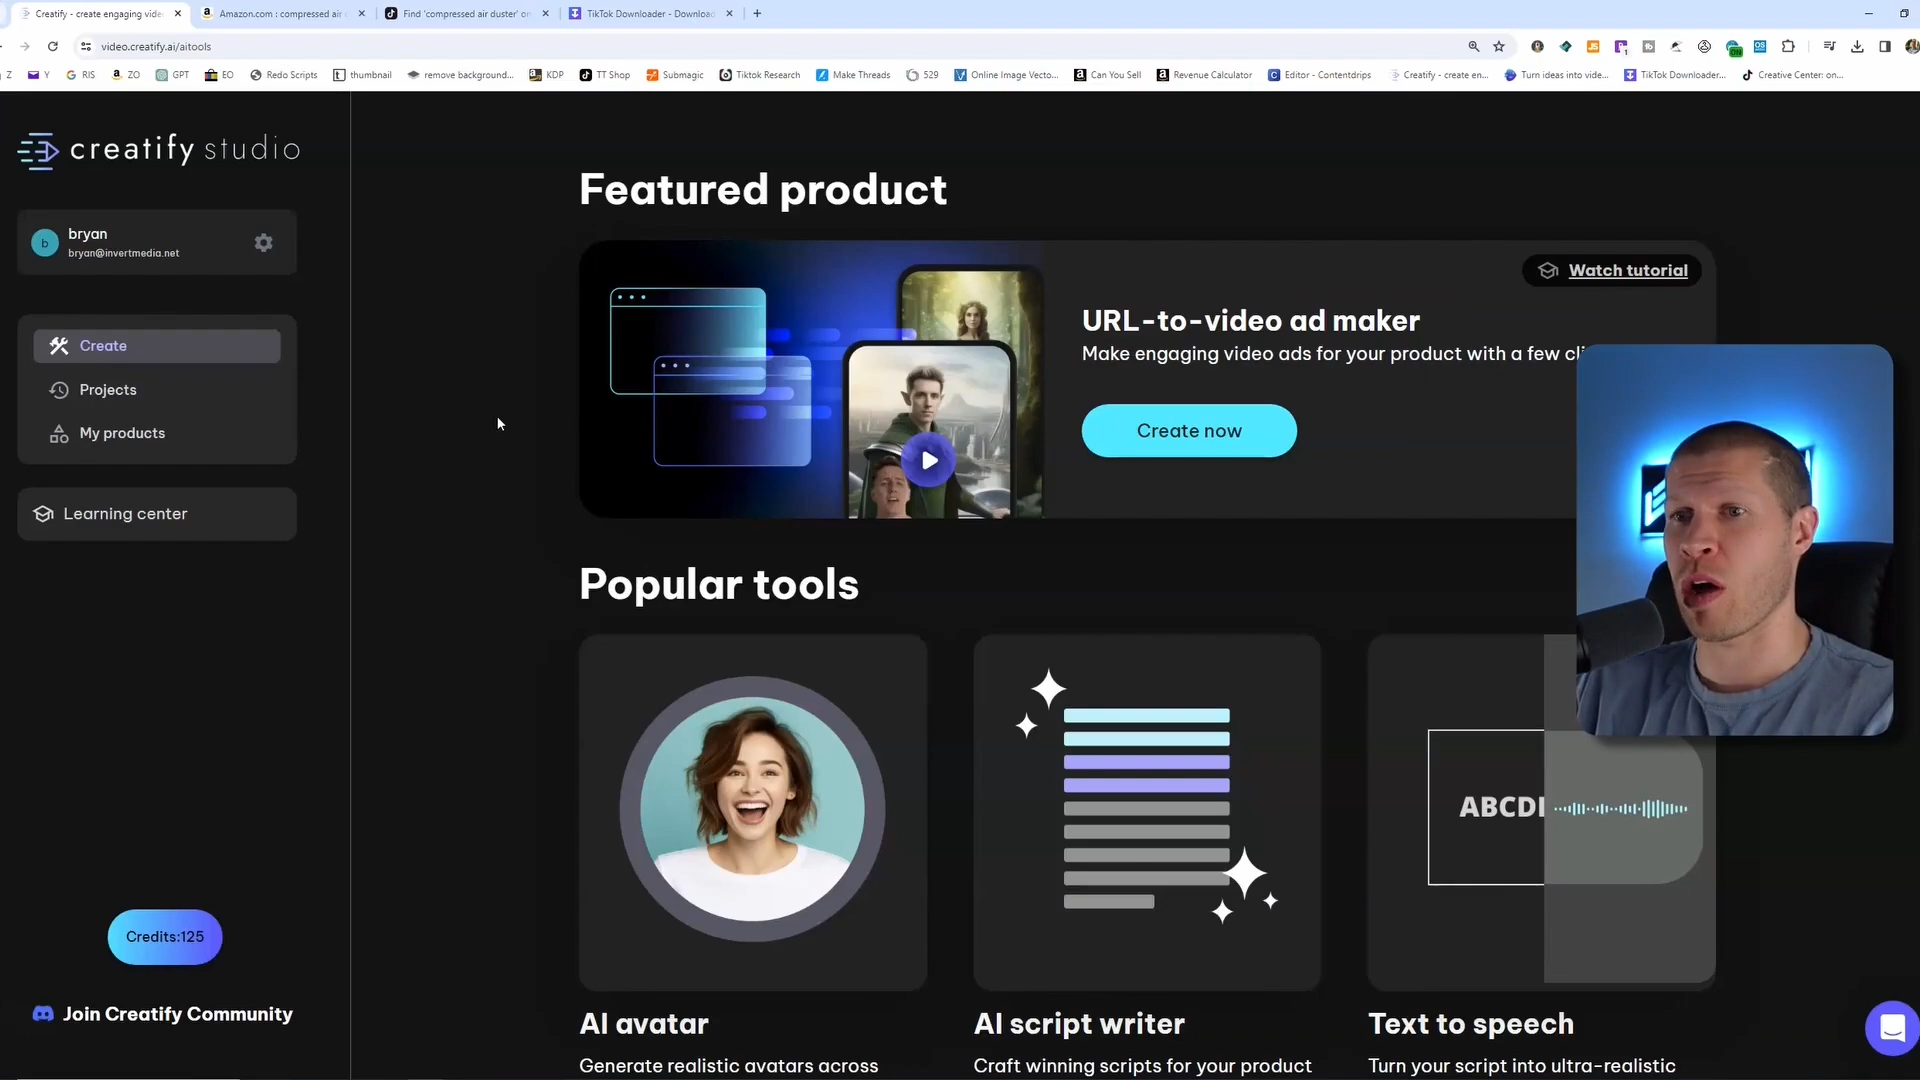 Creatify - create engaging vide
Amazon.com : compressed air
Find 'compressed air duster' on
TikTok Downloader - Downloa
video.creatify.ai/aitools
Z
Y
RIS
ZO
GPT
EO
Redo Scripts
thumbnail
remove background...
KDP
TT Shop
Submagic
Tiktok Research
Make Threads
529
Online Image Vecto...
Can You Sell
Revenue Calculator
Editor - Contentdrips
Creatify - create en...
Turn ideas into vide...
TikTok Downloader...
Creative Center: on...
creatify studio
b
bryan
bryan@invertmedia.net
Create
Projects
My products
Learning center
Credits:125
Join Creatify Community
Featured product
Watch tutorial
URL-to-video ad maker
Make engaging video ads for your product with a few cli
Create now
Popular tools
ABCD
AI avatar
Generate realistic avatars across
AI script writer
Craft winning scripts for your product
Text to speech
Turn your script into ultra-realistic